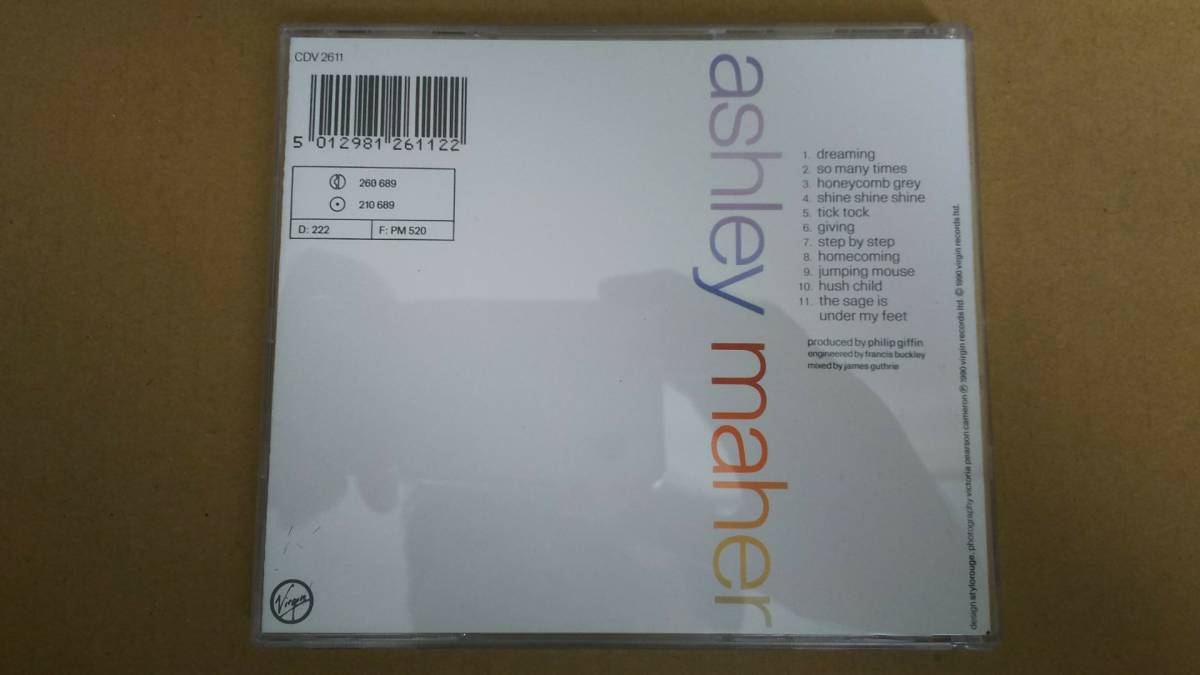 CDV 2611
5 012981 261122
260 689
210 689
D: 222
F: PM 520
Virgin
ashley maher
1. dreaming
2. so many times
3. honeycomb grey
4. shine shine shine
5. tick tock
6. giving
7. step by step
8. homecoming
9. jumping mouse
10. hush child
11. the sage is
under my feet
produced by philip giffin
engineered by francis buckley
mixed by james guthrie
design stylorouge. photography victoria pearson cameron ℗ 1990 virgin records ltd. © 1990 virgin records ltd.